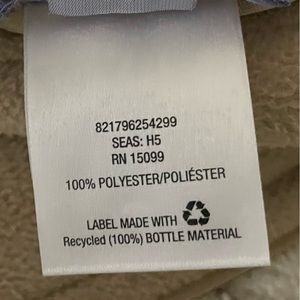 821796254299
SEAS: H5
RN 15099
100% POLYESTER/POLIÉSTER
LABEL MADE WITH
Recycled (100%) BOTTLE MATERIAL